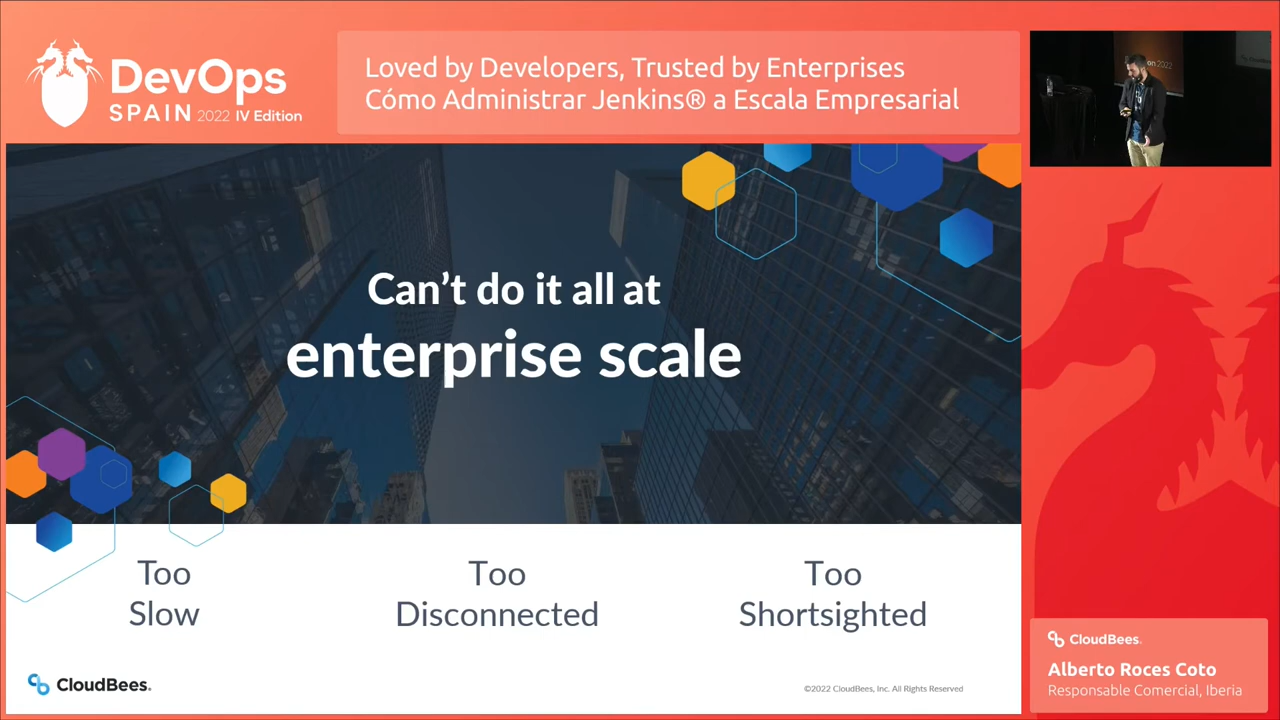 DevOps
SPAIN 2022 IV Edition
Loved by Developers, Trusted by Enterprises
Cómo Administrar Jenkins® a Escala Empresarial
Can't do it all at
enterprise scale
Too
Slow
Too
Disconnected
Too
Shortsighted
CloudBees.
©2022 CloudBees, Inc. All Rights Reserved
CloudBees.
Alberto Roces Coto
Responsable Comercial, Iberia